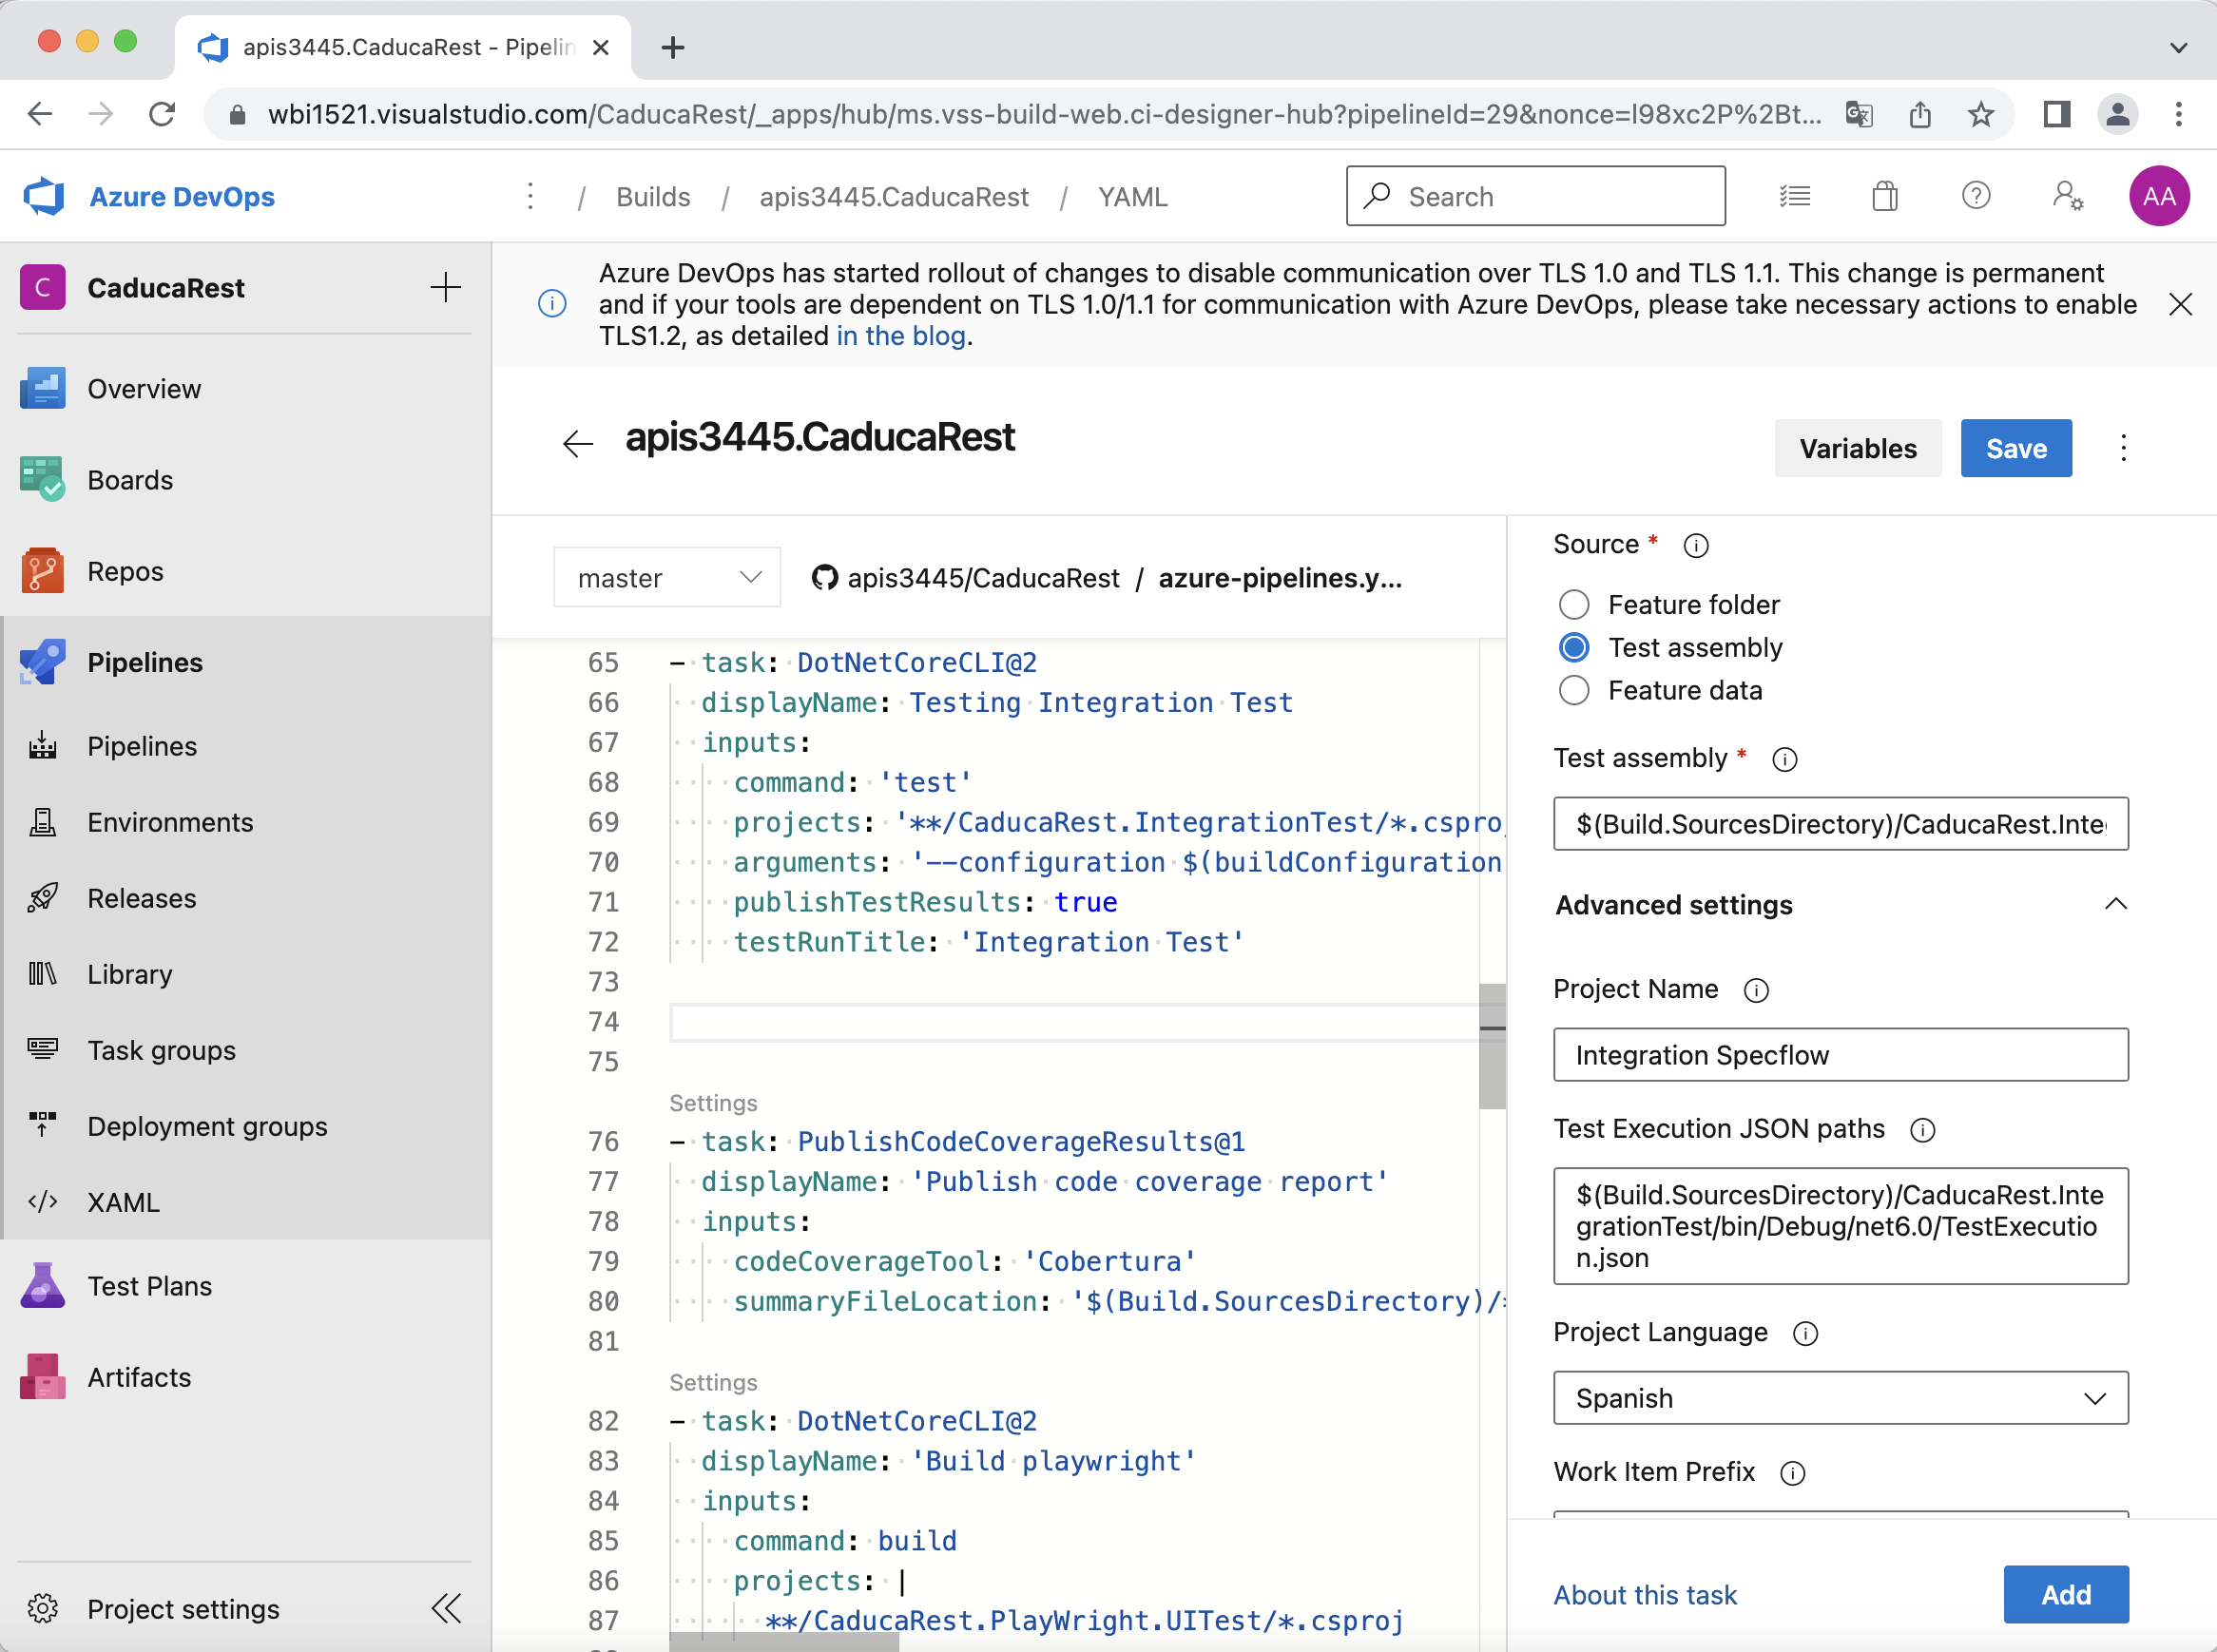 apis3445.CaducaRest - Pipelin
wbi1521.visualstudio.com/CaducaRest/_apps/hub/ms.vss-build-web.ci-designer-hub?pipelineId=29&nonce=l98xc2P%2Bt...
Azure DevOps
/ Builds / apis3445.CaducaRest / YAML
Search
AA
C CaducaRest
Azure DevOps has started rollout of changes to disable communication over TLS 1.0 and TLS 1.1. This change is permanent
and if your tools are dependent on TLS 1.0/1.1 for communication with Azure DevOps, please take necessary actions to enable
TLS1.2, as detailed in the blog.
Overview
Boards
Repos
Pipelines
Pipelines
Environments
Releases
Library
Task groups
Deployment groups
XAML
Test Plans
Artifacts
Project settings
apis3445.CaducaRest
Variables
Save
master
apis3445/CaducaRest / azure-pipelines.y...
65 - task: DotNetCoreCLI@2
66 displayName: Testing Integration Test
67 inputs:
68 command: 'test'
69 projects: '**/CaducaRest.IntegrationTest/*.csproj
70 arguments: '--configuration $(buildConfiguration
71 publishTestResults: true
72 testRunTitle: 'Integration Test'
73
74
75
Settings
76 - task: PublishCodeCoverageResults@1
77 displayName: 'Publish code coverage report'
78 inputs:
79 codeCoverageTool: 'Cobertura'
80 summaryFileLocation: '$(Build.SourcesDirectory)/*
81
Settings
82 - task: DotNetCoreCLI@2
83 displayName: 'Build playwright'
84 inputs:
85 command: build
86 projects: |
87 **/CaducaRest.PlayWright.UITest/*.csproj
Source *
Feature folder
Test assembly
Feature data
Test assembly *
$(Build.SourcesDirectory)/CaducaRest.Inte
Advanced settings
Project Name
Integration Specflow
Test Execution JSON paths
$(Build.SourcesDirectory)/CaducaRest.Inte
grationTest/bin/Debug/net6.0/TestExecutio
n.json
Project Language
Spanish
Work Item Prefix
About this task
Add